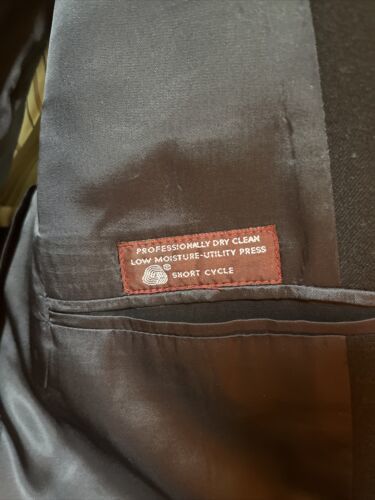 PROFESSIONALLY DRY CLEAN
LOW MOISTURE-UTILITY PRESS
® SHORT CYCLE